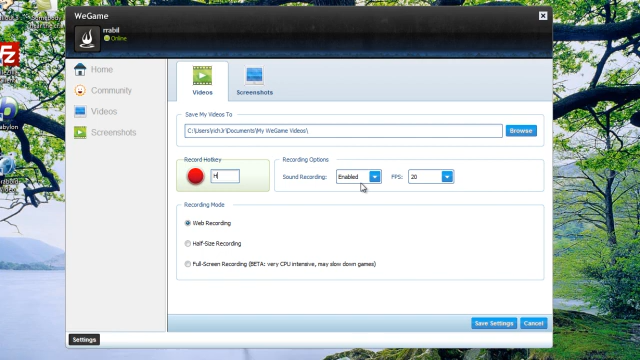 WeGame
rrabil
Online
Home
Community
Videos
Screenshots
Videos
Screenshots
Save My Videos To
C:\Users\rich3r\Documents\My WeGame Videos\
Browse
Record Hotkey
H
Recording Options
Sound Recording:
Enabled
FPS:
20
Recording Mode
Web Recording
Half-Size Recording
Full-Screen Recording (BETA: very CPU intensive, may slow down games)
Save Settings
Cancel
Settings